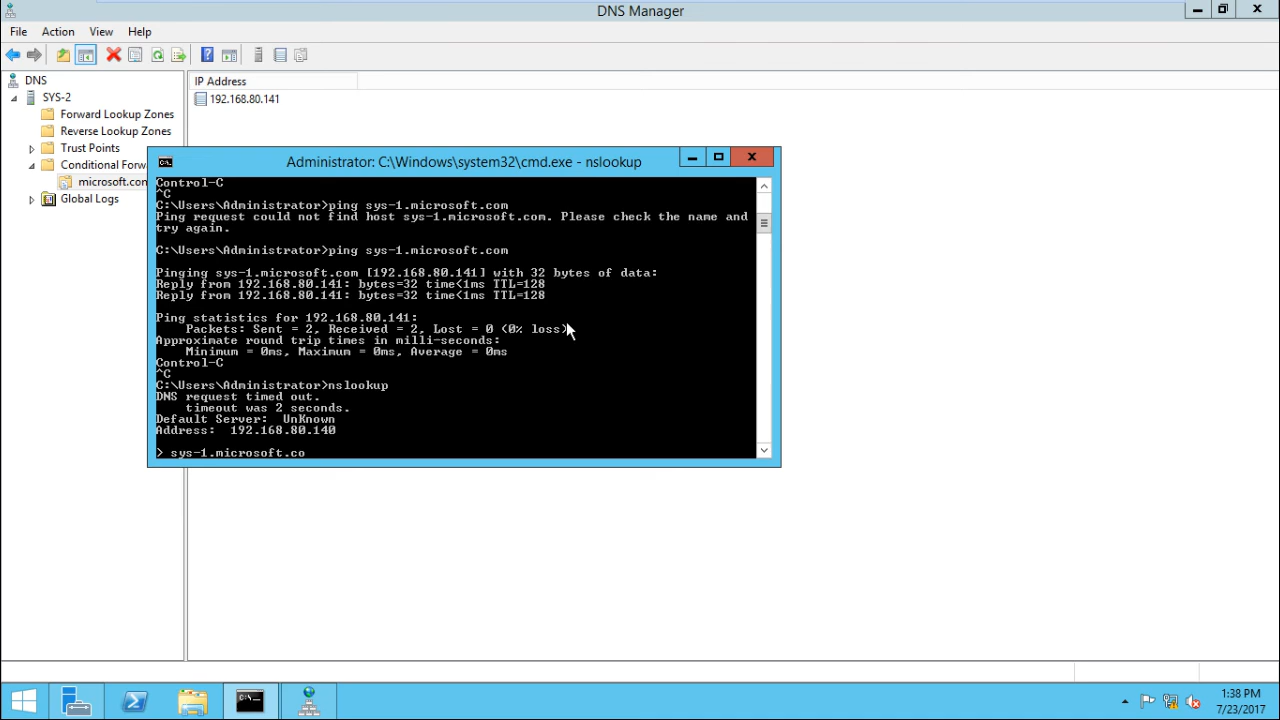 DNS Manager
File Action View Help
DNS
SYS-2
Forward Lookup Zones
Reverse Lookup Zones
Trust Points
Conditional Forw
microsoft.con
Global Logs
IP Address
192.168.80.141
Administrator: C:\Windows\system32\cmd.exe - nslookup
Control-C
^C
C:\Users\Administrator>ping sys-1.microsoft.com
Ping request could not find host sys-1.microsoft.com. Please check the name and
try again.
C:\Users\Administrator>ping sys-1.microsoft.com
Pinging sys-1.microsoft.com [192.168.80.141] with 32 bytes of data:
Reply from 192.168.80.141: bytes=32 time<1ms TTL=128
Reply from 192.168.80.141: bytes=32 time<1ms TTL=128
Ping statistics for 192.168.80.141:
Packets: Sent = 2, Received = 2, Lost = 0 (0% loss)
Approximate round trip times in milli-seconds:
Minimum = 0ms, Maximum = 0ms, Average = 0ms
Control-C
^C
C:\Users\Administrator>nslookup
DNS request timed out.
timeout was 2 seconds.
Default Server: UnKnown
Address: 192.168.80.140
> sys-1.microsoft.co
1:38 PM
7/23/2017